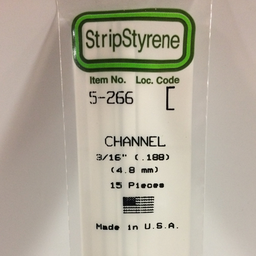 StripStyrene
Item No. Loc. Code
5-266 [
CHANNEL
3/16" (.188)
(4.8 mm)
15 Pieces
Made in U.S.A.